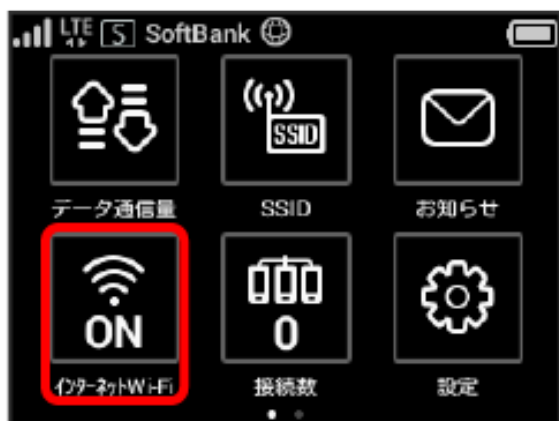 LTE S SoftBank
SSID
データ通信量 SSID お知らせ
ON 0
インターネットWi-Fi 接続数 設定